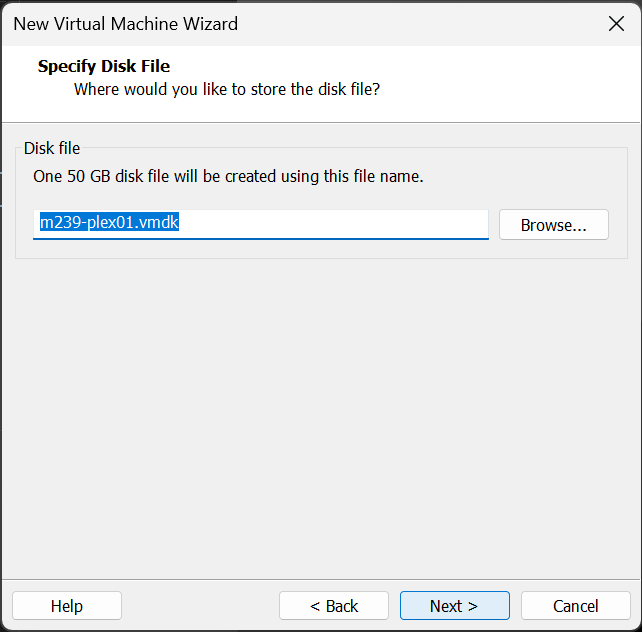 New Virtual Machine Wizard
Specify Disk File
Where would you like to store the disk file?
Disk file
One 50 GB disk file will be created using this file name.
m239-plex01.vmdk
Browse...
Help
< Back
Next >
Cancel